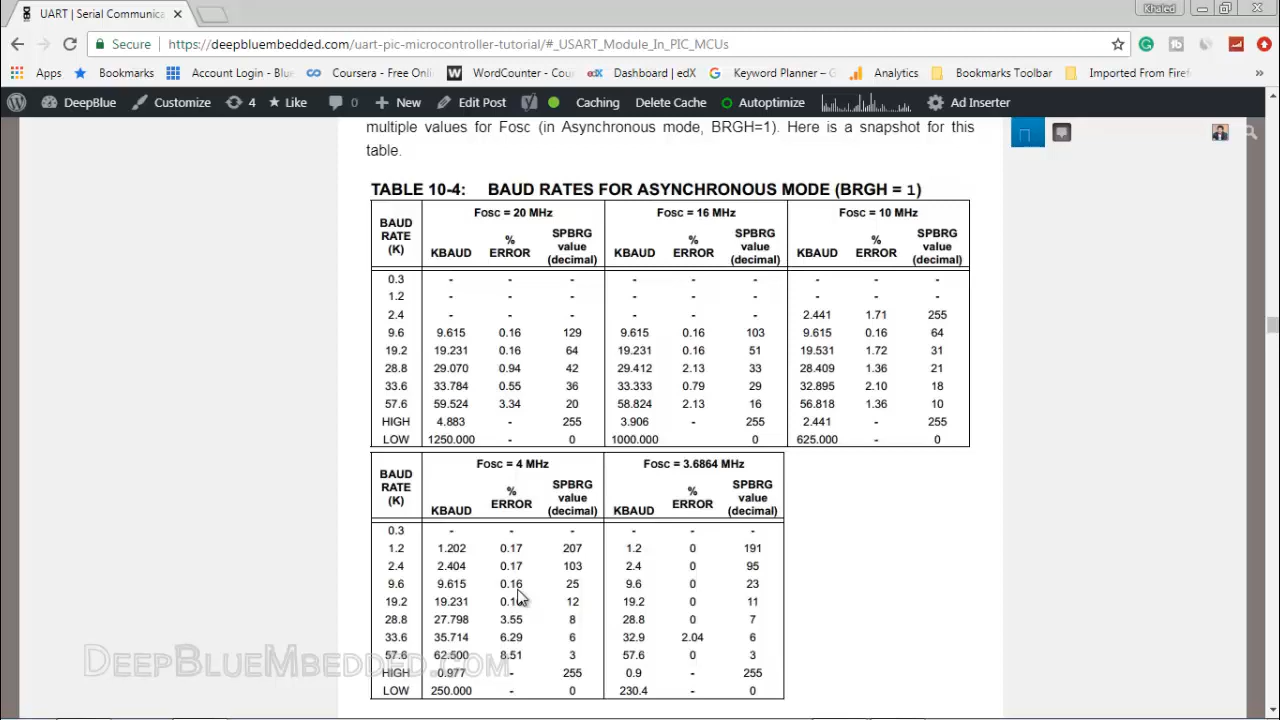 UART | Serial Communica
Khaled
Secure
https://deepbluembedded.com/uart-pic-microcontroller-tutorial/#_USART_Module_In_PIC_MCUs
Apps Bookmarks Account Login - Blu Coursera - Free Onli WordCounter - Cou Dashboard | edX Keyword Planner – G Analytics Bookmarks Toolbar Imported From Firef »
DeepBlue Customize 4 Like 0 New Edit Post Caching Delete Cache Autoptimize Ad Inserter
multiple values for Fosc (in Asynchronous mode, BRGH=1). Here is a snapshot for this
table.
TABLE 10-4: BAUD RATES FOR ASYNCHRONOUS MODE (BRGH = 1)
BAUD RATE (K) Fosc = 20 MHz Fosc = 16 MHz Fosc = 10 MHz
KBAUD % ERROR SPBRG value (decimal) KBAUD % ERROR SPBRG value (decimal) KBAUD % ERROR SPBRG value (decimal)
0.3 - - - - - - - - -
1.2 - - - - - - - - -
2.4 - - - - - - 2.441 1.71 255
9.6 9.615 0.16 129 9.615 0.16 103 9.615 0.16 64
19.2 19.231 0.16 64 19.231 0.16 51 19.531 1.72 31
28.8 29.070 0.94 42 29.412 2.13 33 28.409 1.36 21
33.6 33.784 0.55 36 33.333 0.79 29 32.895 2.10 18
57.6 59.524 3.34 20 58.824 2.13 16 56.818 1.36 10
HIGH 4.883 - 255 3.906 - 255 2.441 - 255
LOW 1250.000 - 0 1000.000 0 625.000 - 0
BAUD RATE (K) Fosc = 4 MHz Fosc = 3.6864 MHz
KBAUD % ERROR SPBRG value (decimal) KBAUD % ERROR SPBRG value (decimal)
0.3 - - - - - -
1.2 1.202 0.17 207 1.2 0 191
2.4 2.404 0.17 103 2.4 0 95
9.6 9.615 0.16 25 9.6 0 23
19.2 19.231 12 19.2 0 11
28.8 27.798 3.55 8 28.8 0 7
33.6 35.714 6.29 6 32.9 2.04 6
57.6 62.500 8.51 3 57.6 0 3
HIGH 0.977 - 255 0.9 - 255
LOW 250.000 - 0 230.4 - 0
DEEPBLUEMBEDDED.COM